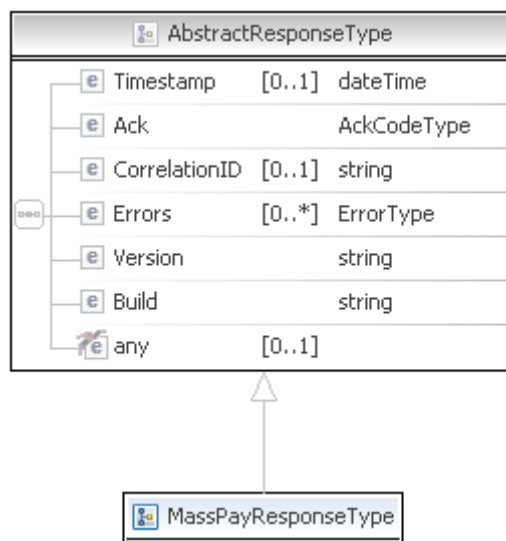 AbstractResponseType
e Timestamp [0..1] dateTime
e Ack AckCodeType
e CorrelationID [0..1] string
e Errors [0..*] ErrorType
e Version string
e Build string
e any [0..1]
MassPayResponseType